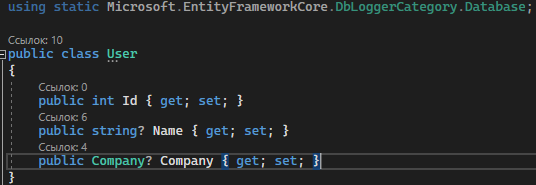 using static Microsoft.EntityFrameworkCore.DbLoggerCategory.Database;
Ссылок: 10
public class User
{
Ссылок: 0
public int Id { get; set; }
Ссылок: 6
public string? Name { get; set; }
Ссылок: 4
public Company? Company { get; set; }
}